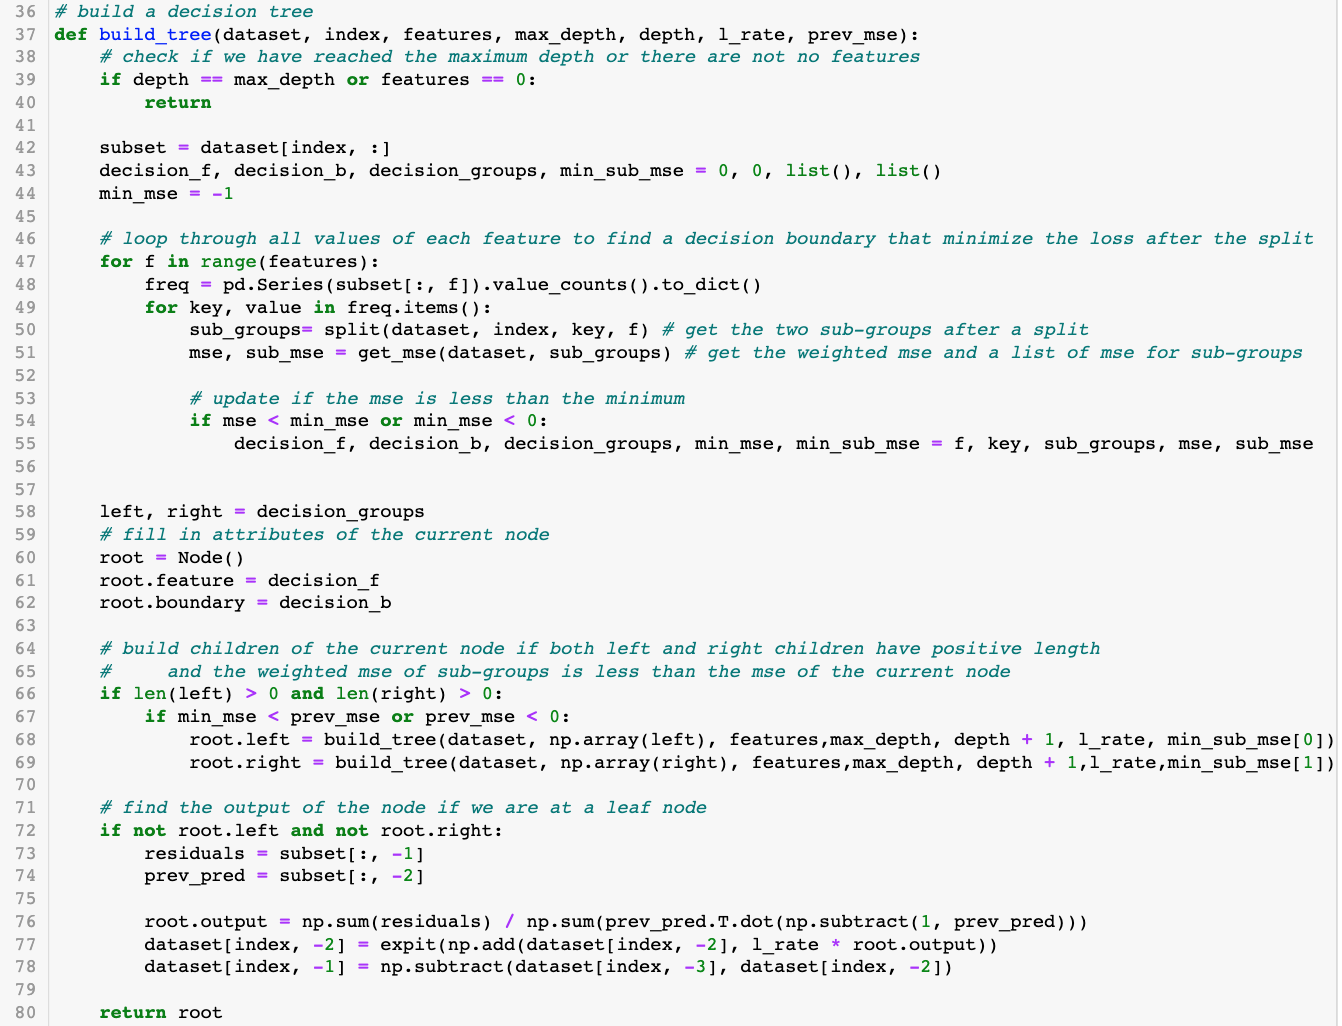 36 # build a decision tree
37 def build_tree(dataset, index, features, max_depth, depth, l_rate, prev_mse):
38     # check if we have reached the maximum depth or there are not no features
39     if depth == max_depth or features == 0:
40         return
41
42     subset = dataset[index, :]
43     decision_f, decision_b, decision_groups, min_sub_mse = 0, 0, list(), list()
44     min_mse = -1
45
46     # loop through all values of each feature to find a decision boundary that minimize the loss after the split
47     for f in range(features):
48         freq = pd.Series(subset[:, f]).value_counts().to_dict()
49         for key, value in freq.items():
50             sub_groups= split(dataset, index, key, f) # get the two sub-groups after a split
51             mse, sub_mse = get_mse(dataset, sub_groups) # get the weighted mse and a list of mse for sub-groups
52
53             # update if the mse is less than the minimum
54             if mse < min_mse or min_mse < 0:
55                 decision_f, decision_b, decision_groups, min_mse, min_sub_mse = f, key, sub_groups, mse, sub_mse
56
57
58     left, right = decision_groups
59     # fill in attributes of the current node
60     root = Node()
61     root.feature = decision_f
62     root.boundary = decision_b
63
64     # build children of the current node if both left and right children have positive length
65     #     and the weighted mse of sub-groups is less than the mse of the current node
66     if len(left) > 0 and len(right) > 0:
67         if min_mse < prev_mse or prev_mse < 0:
68             root.left = build_tree(dataset, np.array(left), features,max_depth, depth + 1, l_rate, min_sub_mse[0])
69             root.right = build_tree(dataset, np.array(right), features,max_depth, depth + 1,l_rate,min_sub_mse[1])
70
71     # find the output of the node if we are at a leaf node
72     if not root.left and not root.right:
73         residuals = subset[:, -1]
74         prev_pred = subset[:, -2]
75
76         root.output = np.sum(residuals) / np.sum(prev_pred.T.dot(np.subtract(1, prev_pred)))
77         dataset[index, -2] = expit(np.add(dataset[index, -2], l_rate * root.output))
78         dataset[index, -1] = np.subtract(dataset[index, -3], dataset[index, -2])
79
80     return root